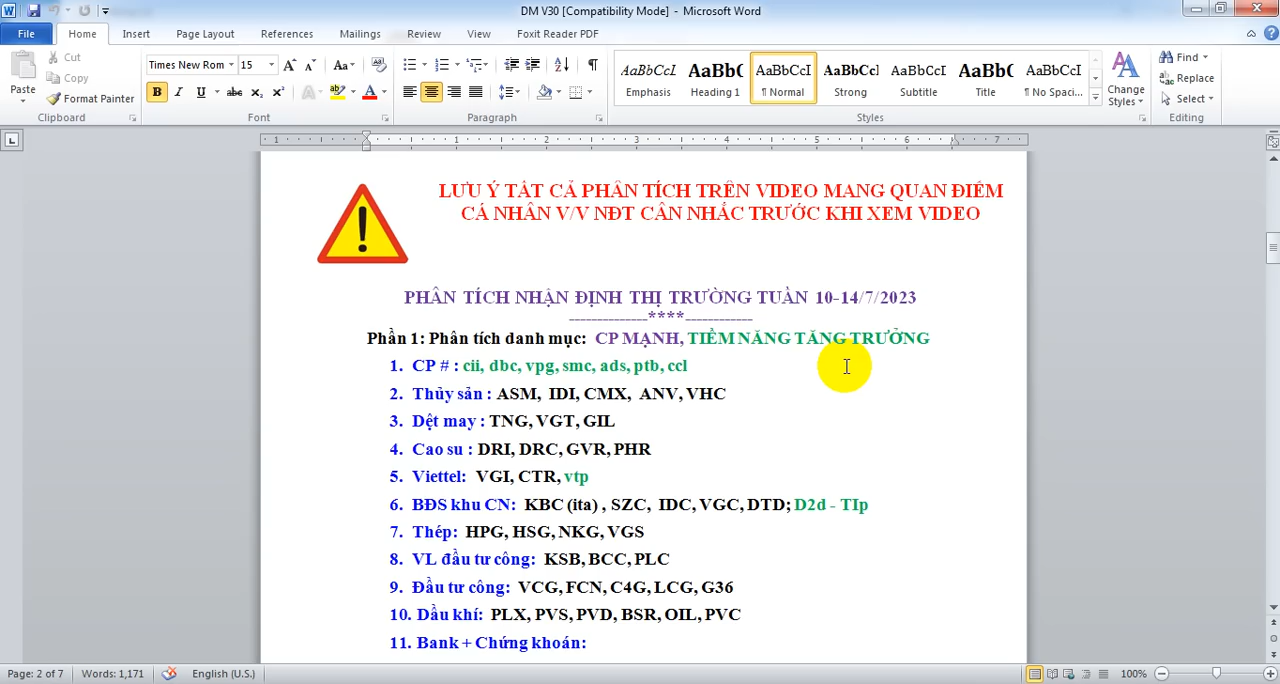 DM V30 [Compatibility Mode] - Microsoft Word
File Home Insert Page Layout References Mailings Review View Foxit Reader PDF
Cut
Copy
Paste
Format Painter
Times New Rom 15
AaBbCcI AaBb( AaBbCcI AaBbCcl AaBbCcI AaBb( AaBbCcI
Emphasis Heading 1 ¶ Normal Strong Subtitle Title ¶ No Spaci...
Change
Styles
Find
Replace
Select
Clipboard Font Paragraph Styles Editing
1 1 2 3 4 5 6 7
LƯU Ý TẤT CẢ PHÂN TÍCH TRÊN VIDEO MANG QUAN ĐIỂM
CÁ NHÂN V/V NĐT CÂN NHẮC TRƯỚC KHI XEM VIDEO
PHÂN TÍCH NHẬN ĐỊNH THỊ TRƯỜNG TUẦN 10-14/7/2023
--------------****------------
Phần 1: Phân tích danh mục: CP MẠNH, TIỀM NĂNG TĂNG TRƯỞNG
1. CP # : cii, dbc, vpg, smc, ads, ptb, ccl
2. Thủy sản : ASM, IDI, CMX, ANV, VHC
3. Dệt may : TNG, VGT, GIL
4. Cao su : DRI, DRC, GVR, PHR
5. Viettel: VGI, CTR, vtp
6. BĐS khu CN: KBC (ita) , SZC, IDC, VGC, DTD; D2d - TIp
7. Thép: HPG, HSG, NKG, VGS
8. VL đầu tư công: KSB, BCC, PLC
9. Đầu tư công: VCG, FCN, C4G, LCG, G36
10. Dầu khí: PLX, PVS, PVD, BSR, OIL, PVC
11. Bank + Chứng khoán:
Page: 2 of 7 Words: 1,171 English (U.S.) 100%